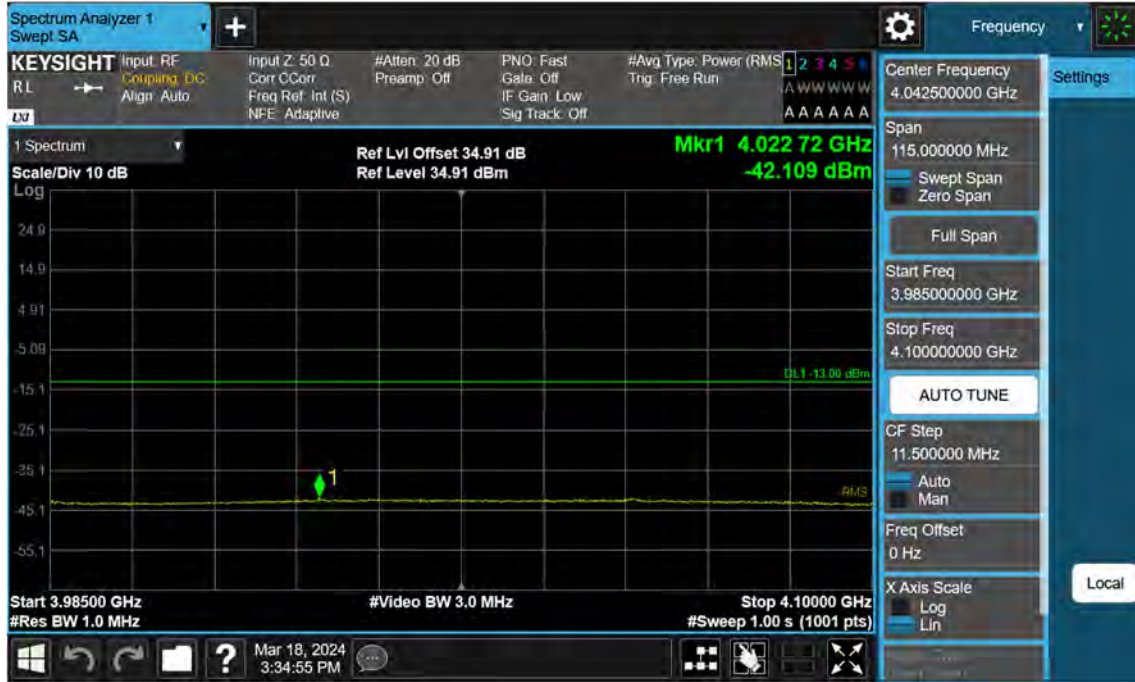 Spectrum Analyzer 1
Swept SA
Frequency
KEYSIGHT
RL
LXI
Input: RF
Coupling: DC
Align: Auto
Input Z: 50 Ω
Corr CCorr
Freq Ref: Int (S)
NFE: Adaptive
#Atten: 20 dB
Preamp: Off
PNO: Fast
Gate: Off
IF Gain: Low
Sig Track: Off
#Avg Type: Power (RMS
Trig: Free Run
1 2 3 4 5 6
A W W W W W
A A A A A A
1 Spectrum
Scale/Div 10 dB
Log
Ref Lvl Offset 34.91 dB
Ref Level 34.91 dBm
Mkr1 4.022 72 GHz
-42.109 dBm
24.9
14.9
4.91
-5.09
-15.1
-25.1
-35.1
-45.1
-55.1
DL1 -13.00 dBm
1
RMS
Start 3.98500 GHz
#Res BW 1.0 MHz
#Video BW 3.0 MHz
Stop 4.10000 GHz
#Sweep 1.00 s (1001 pts)
Mar 18, 2024
3:34:55 PM
?
Center Frequency
4.042500000 GHz
Settings
Span
115.000000 MHz
Swept Span
Zero Span
Full Span
Start Freq
3.985000000 GHz
Stop Freq
4.100000000 GHz
AUTO TUNE
CF Step
11.500000 MHz
Auto
Man
Freq Offset
0 Hz
X Axis Scale
Log
Lin
Local